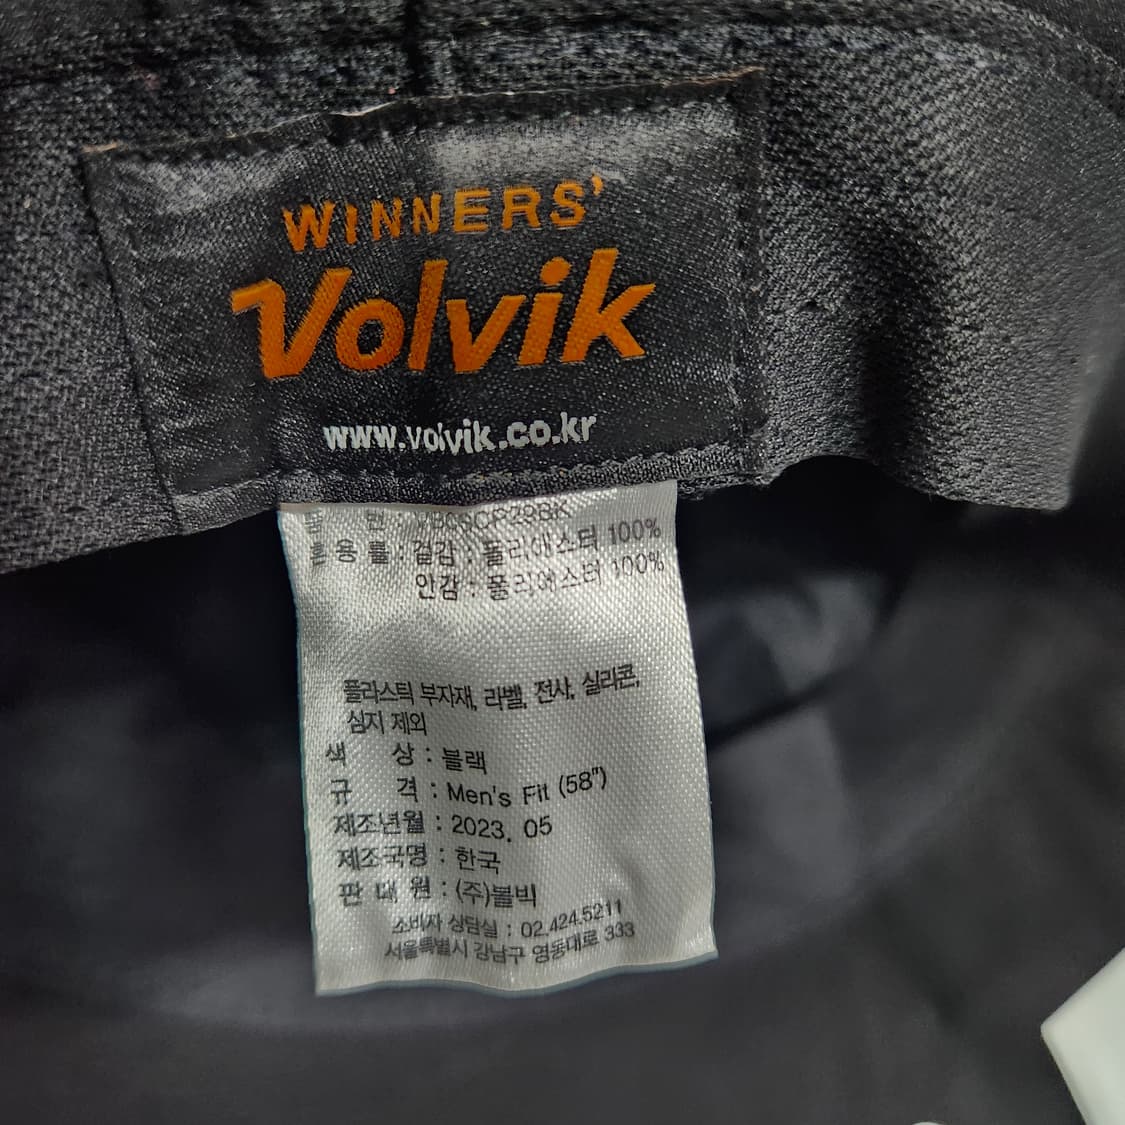 WINNERS'
Volvik
www.volvik.co.kr
품 번 :
혼 용 률 : 겉감 : 폴리에스터 100%
안감 : 폴리에스터 100%
플라스틱 부자재, 라벨, 전사, 실리콘,
심지 제외
색 상 : 블랙
규 격 : Men's Fit (58")
제조년월 : 2023. 05
제조국명 : 한국
판 매 원 : (주)볼빅
소비자 상담실 : 02.424.5211
서울특별시 강남구 영동대로 333